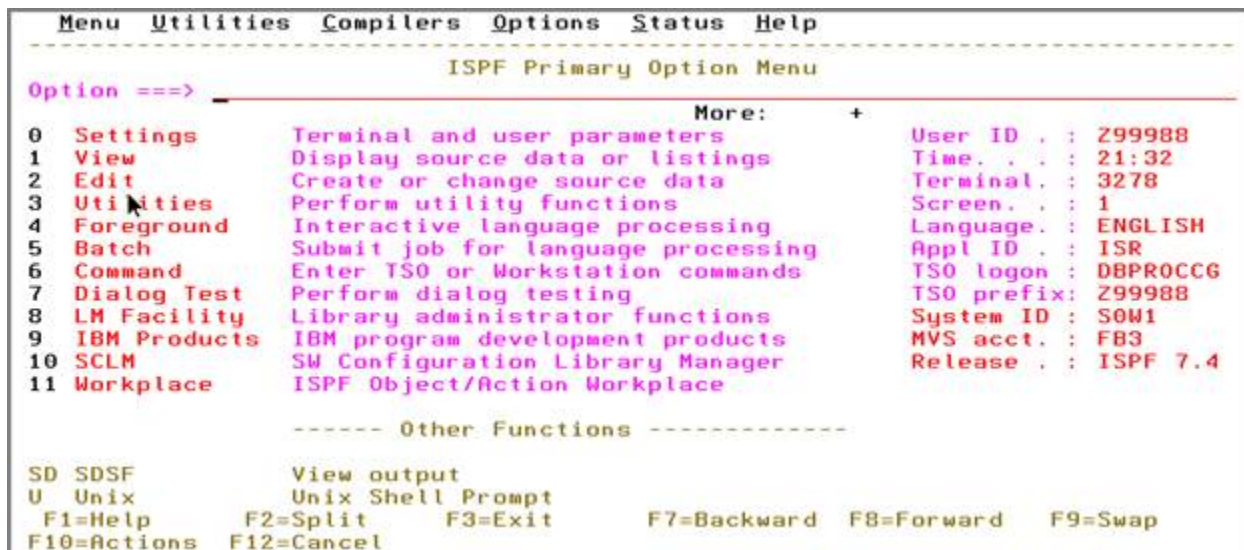 Menu Utilities Compilers Options Status Help
ISPF Primary Option Menu
Option ===>
More: +
0 Settings Terminal and user parameters User ID . : Z99988
1 View Display source data or listings Time. . . : 21:32
2 Edit Create or change source data Terminal. : 3278
3 Utilities Perform utility functions Screen. . : 1
4 Foreground Interactive language processing Language. : ENGLISH
5 Batch Submit job for language processing Appl ID . : ISR
6 Command Enter TSO or Workstation commands TSO logon : DBPROCCG
7 Dialog Test Perform dialog testing TSO prefix: Z99988
8 LM Facility Library administrator functions System ID : S0W1
9 IBM Products IBM program development products MVS acct. : FB3
10 SCLM SW Configuration Library Manager Release . : ISPF 7.4
11 Workplace ISPF Object/Action Workplace
------ Other Functions -------------
SD SDSF View output
U Unix Unix Shell Prompt
F1=Help F2=Split F3=Exit F7=Backward F8=Forward F9=Swap
F10=Actions F12=Cancel